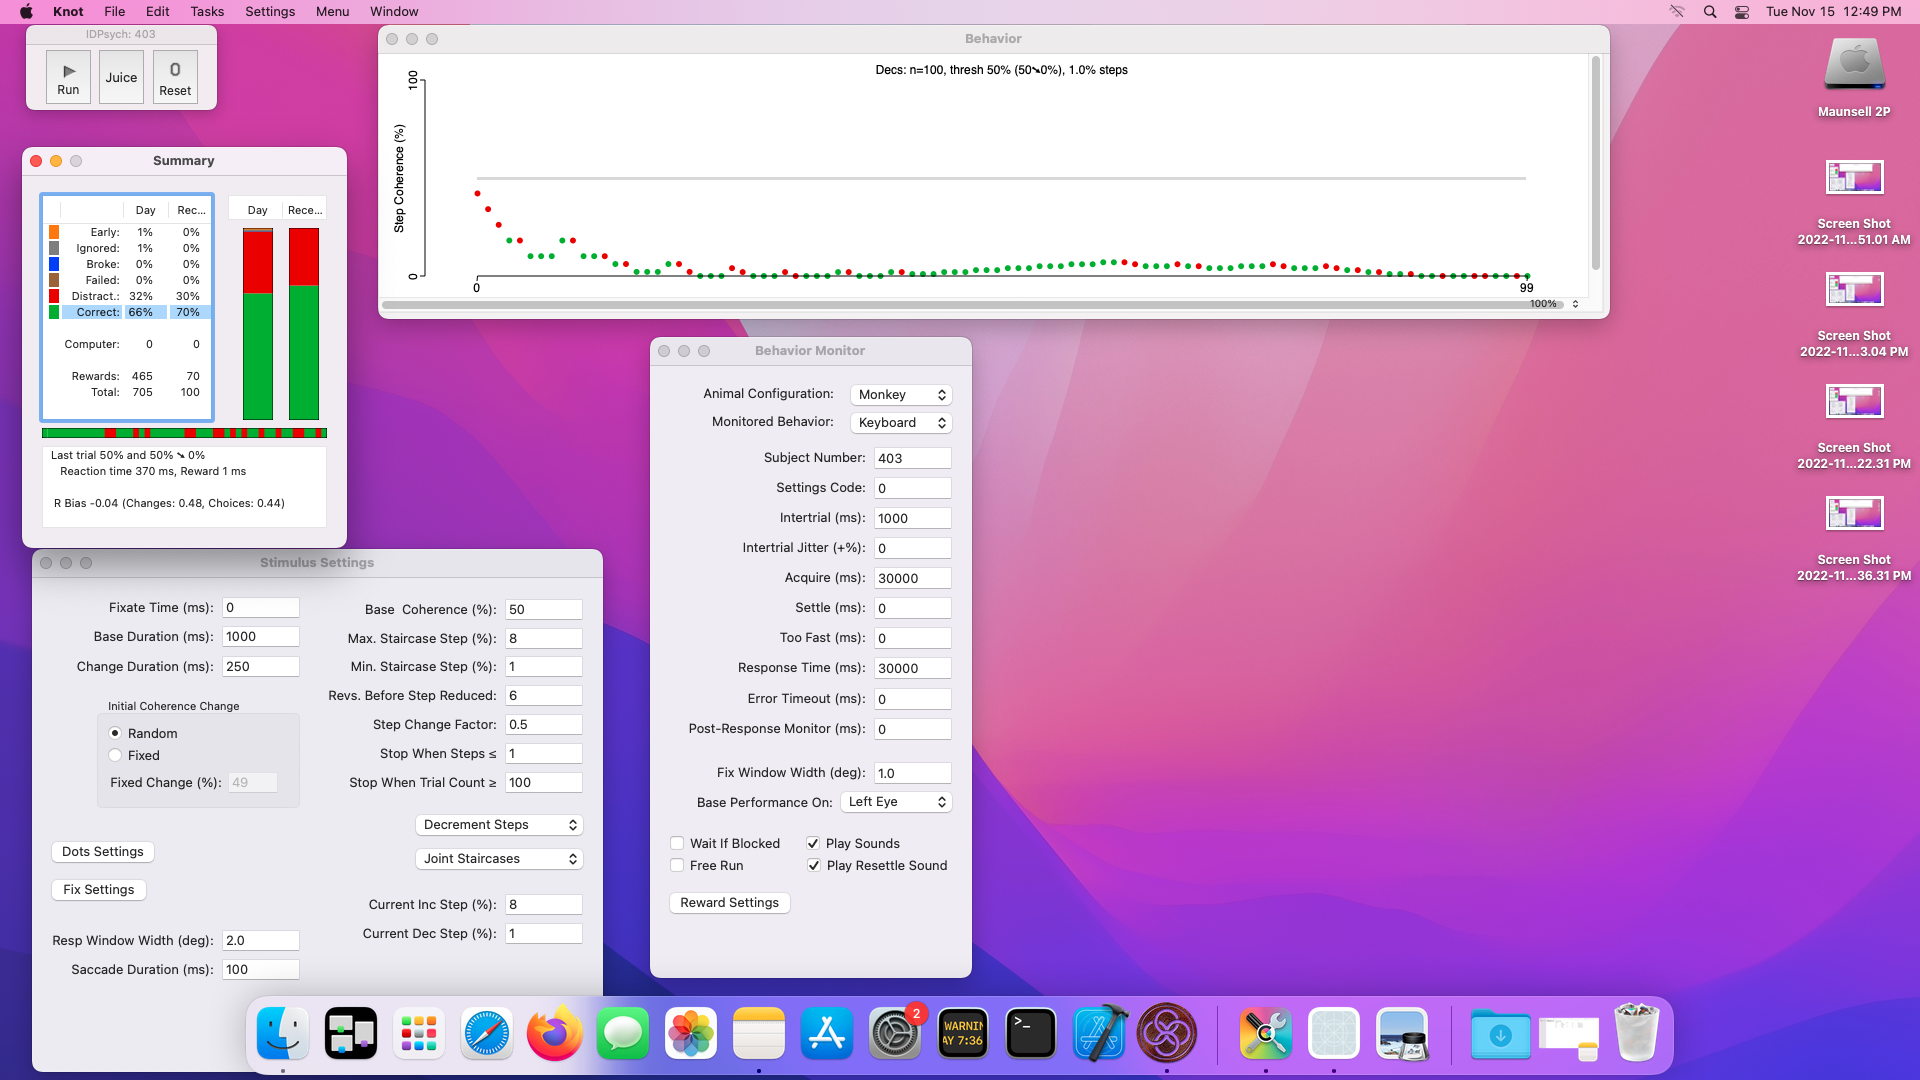 Knot File Edit Tasks Settings Menu Window
Tue Nov 15 12:49 PM
IDPsych: 403
Run
Juice
0
Reset
Behavior
Decs: n=100, thresh 50% (50➘0%), 1.0% steps
Step Coherence (%)
100
0
0
99
100%
Summary
Day Rec...
Early: 1% 0%
Ignored: 1% 0%
Broke: 0% 0%
Failed: 0% 0%
Distract.: 32% 30%
Correct: 66% 70%
Computer: 0 0
Rewards: 465 70
Total: 705 100
Day Rece...
Last trial 50% and 50% ➘ 0%
Reaction time 370 ms, Reward 1 ms
R Bias -0.04 (Changes: 0.48, Choices: 0.44)
Stimulus Settings
Fixate Time (ms): 0
Base Duration (ms): 1000
Change Duration (ms): 250
Initial Coherence Change
Random
Fixed
Fixed Change (%): 49
Dots Settings
Fix Settings
Resp Window Width (deg): 2.0
Saccade Duration (ms): 100
Base Coherence (%): 50
Max. Staircase Step (%): 8
Min. Staircase Step (%): 1
Revs. Before Step Reduced: 6
Step Change Factor: 0.5
Stop When Steps ≤ 1
Stop When Trial Count ≥ 100
Decrement Steps
Joint Staircases
Current Inc Step (%): 8
Current Dec Step (%): 1
Behavior Monitor
Animal Configuration: Monkey
Monitored Behavior: Keyboard
Subject Number: 403
Settings Code: 0
Intertrial (ms): 1000
Intertrial Jitter (+%): 0
Acquire (ms): 30000
Settle (ms): 0
Too Fast (ms): 0
Response Time (ms): 30000
Error Timeout (ms): 0
Post-Response Monitor (ms): 0
Fix Window Width (deg): 1.0
Base Performance On: Left Eye
Wait If Blocked
Play Sounds
Free Run
Play Resettle Sound
Reward Settings
Maunsell 2P
Screen Shot
2022-11...51.01 AM
Screen Shot
2022-11...3.04 PM
Screen Shot
2022-11...22.31 PM
Screen Shot
2022-11...36.31 PM
2
WARNIN
AY 7:36
>_